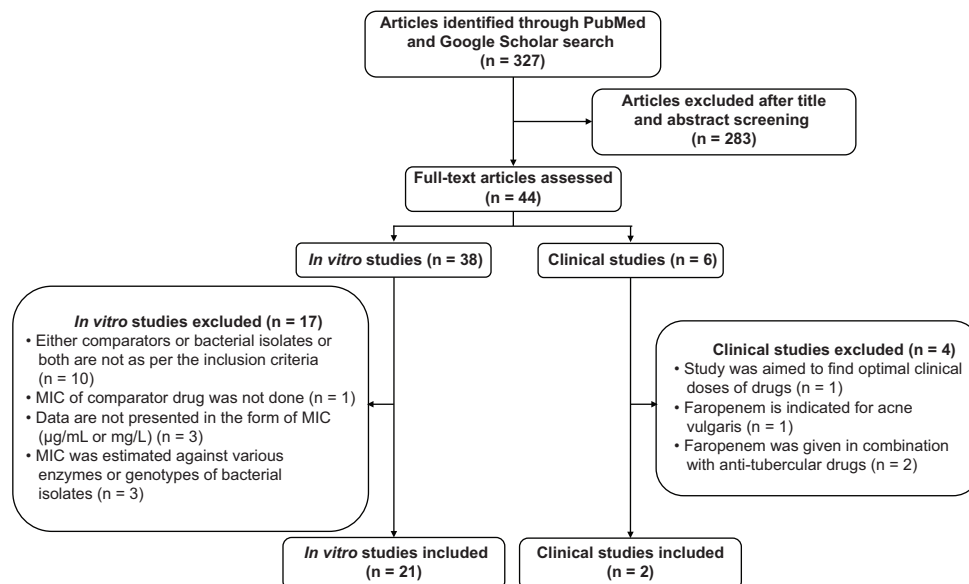 Articles identified through PubMed
and Google Scholar search
(n = 327)
Articles excluded after title
and abstract screening
(n = 283)
Full-text articles assessed
(n = 44)
In vitro studies (n = 38)
Clinical studies (n = 6)
In vitro studies excluded (n = 17)
• Either comparators or bacterial isolates or
both are not as per the inclusion criteria
(n = 10)
• MIC of comparator drug was not done (n = 1)
• Data are not presented in the form of MIC
(µg/mL or mg/L) (n = 3)
• MIC was estimated against various
enzymes or genotypes of bacterial
isolates (n = 3)
Clinical studies excluded (n = 4)
• Study was aimed to find optimal clinical
doses of drugs (n = 1)
• Faropenem is indicated for acne
vulgaris (n = 1)
• Faropenem was given in combination
with anti-tubercular drugs (n = 2)
In vitro studies included
(n = 21)
Clinical studies included
(n = 2)